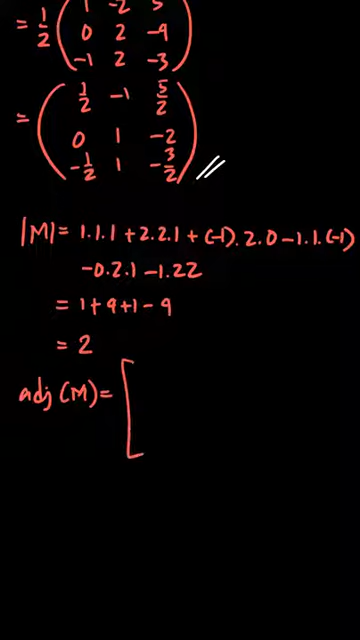 1 -2 5
= 1/2 ( 0 2 -4 )
-1 2 -3
1/2 -1 5/2
= ( 0 1 -2 )
-1/2 1 -3/2 //
|M| = 1.1.1 + 2.2.1 + (-1).2.0 - 1.1.(-1)
-0.2.1 - 1.22
= 1 + 4 + 1 - 4
= 2
adj (M) = [